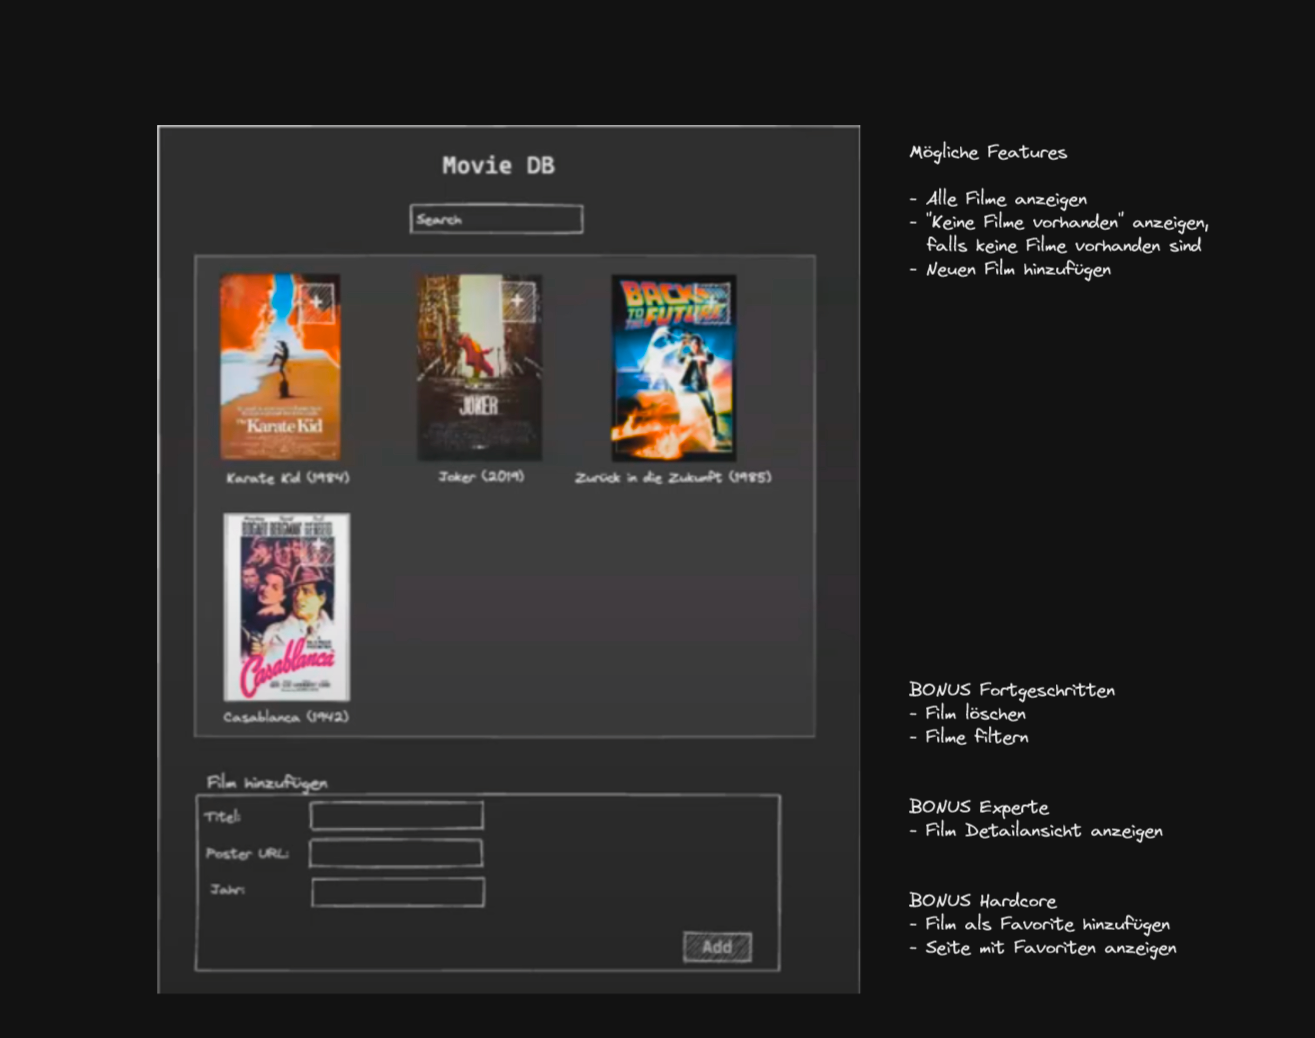 Movie DB
Search
+
+
+
+
BACK
TO
THE
FUTURE
The Karate Kid
JOKER
Karate Kid (1984)
Joker (2019)
Zurück in die Zukunft (1985)
BOGART BERGMAN HENREID
Casablanca
Casablanca (1942)
Film hinzufügen
Titel:
Poster URL:
Jahr:
Add
Mögliche Features
- Alle Filme anzeigen
- "Keine Filme vorhanden" anzeigen,
falls keine Filme vorhanden sind
- Neuen Film hinzufügen
BONUS Fortgeschritten
- Film löschen
- Filme filtern
BONUS Experte
- Film Detailansicht anzeigen
BONUS Hardcore
- Film als Favorite hinzufügen
- Seite mit Favoriten anzeigen